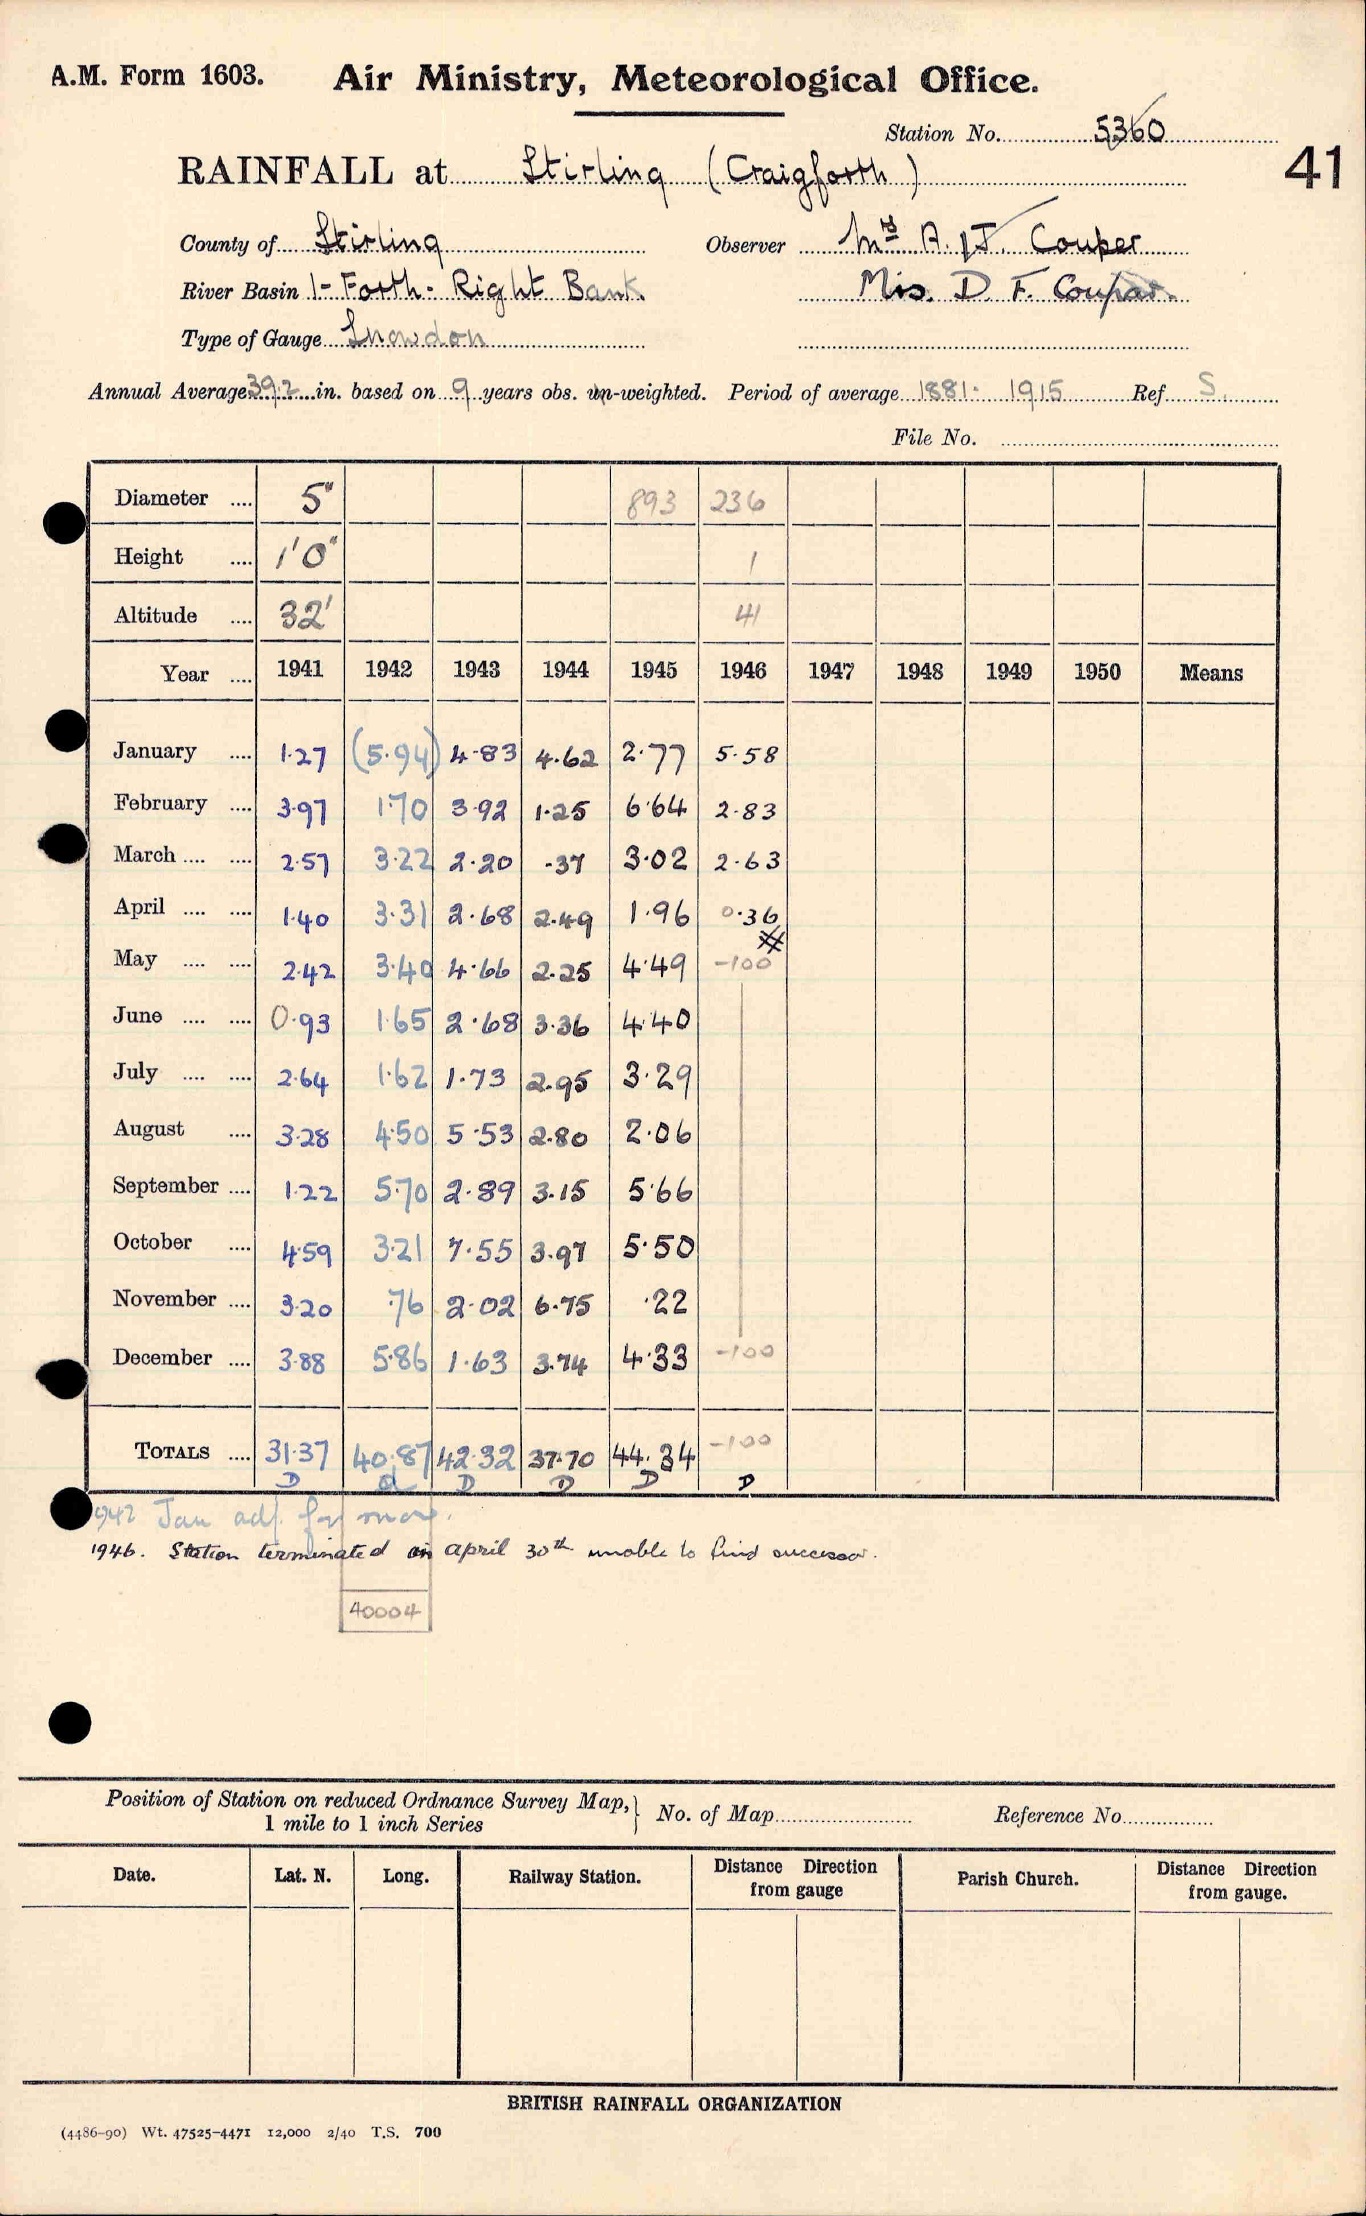 A.M. Form 1603. Air Ministry, Meteorological Office.
Station No. 5360
RAINFALL at Stirling (Craigforth)
41
County of Stirling Observer Mrs A. J. Couper
River Basin 1- Forth - Right Bank. Miss. D. F. Coupar.
Type of Gauge Snowdon
Annual Average 39.2 in. based on 9 years obs. un-weighted. Period of average 1881- 1915 Ref S.
File No.
Diameter .... 5" 893 236
Height .... 1'0" 1
Altitude .... 32' 41
Year .... 1941 1942 1943 1944 1945 1946 1947 1948 1949 1950 Means
January .... 1.27 (5.94) 4.83 4.62 2.77 5.58
February .... 3.97 1.70 3.92 1.25 6.64 2.83
March .... .... 2.57 3.22 2.20 .37 3.02 2.63
April .... .... 1.40 3.31 2.68 2.49 1.96 0.36
May .... .... 2.42 3.40 4.66 2.25 4.49 -100
June .... .... 0.93 1.65 2.68 3.36 4.40
July .... .... 2.64 1.62 1.73 2.95 3.29
August .... 3.28 4.50 5.53 2.80 2.06
September .... 1.22 5.70 2.89 3.15 5.66
October .... 4.59 3.21 7.55 3.97 5.50
November .... 3.20 .76 2.02 6.75 .22
December .... 3.88 5.86 1.63 3.74 4.33 -100
TOTALS .... 31.37 40.87 42.32 37.70 44.34 -100
D d D D D D
1942 Jan adj. for snow.
1946. Station terminated on april 30th unable to find successor.
40004
Position of Station on reduced Ordnance Survey Map, } No. of Map Reference No.
1 mile to 1 inch Series
Date. Lat. N. Long. Railway Station. Distance Direction from gauge Parish Church. Distance Direction from gauge.
BRITISH RAINFALL ORGANIZATION
(4486-90) Wt. 47525-4471 12,000 2/40 T.S. 700